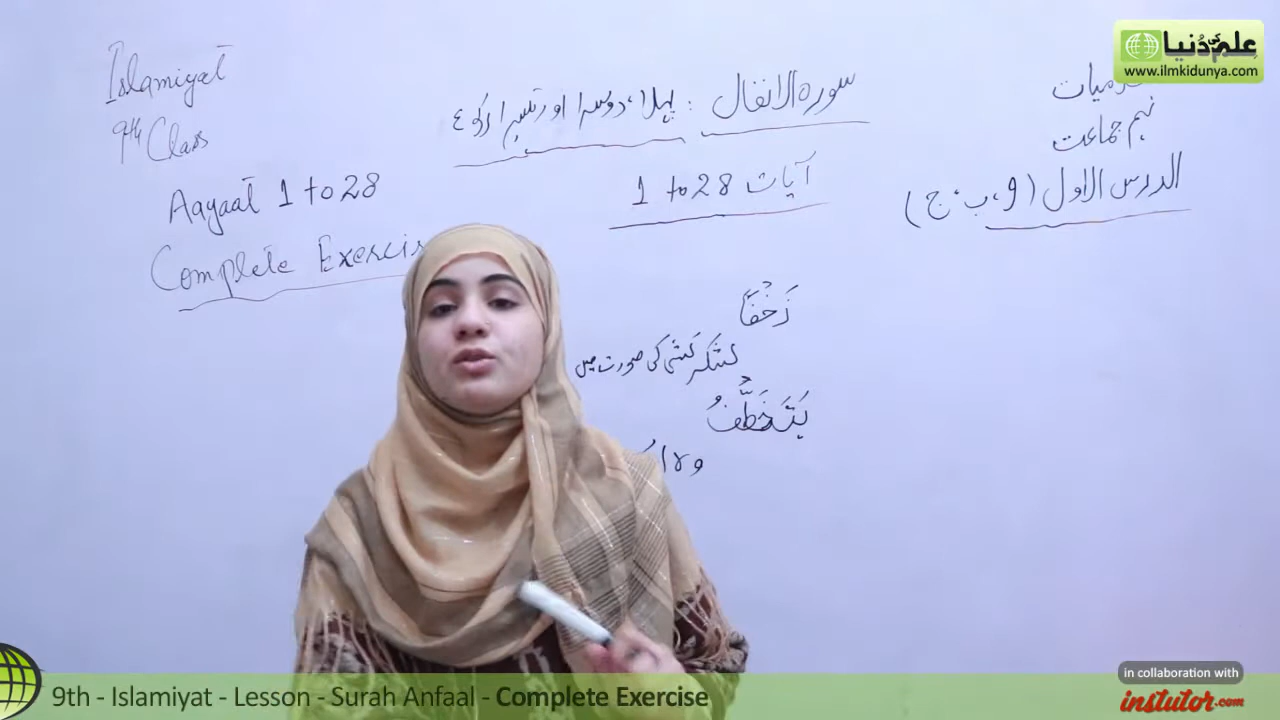 Islamiyat
9th Class
Aayaat 1 to 28
Complete Exercis
سورہ الانفال : پہلا، دوسرا اور تیسرا رکوع
آیات 28 to 1
نہم جماعت
الدرس الاول (و، ب، ج)
زَحْفًا
لشکر کشی کی صورت میں
یَتَخَطَّفُ
وہ
علم کی دنیا
www.ilmkidunya.com
9th - Islamiyat - Lesson - Surah Anfaal - Complete Exercise
in collaboration with
instutor.com